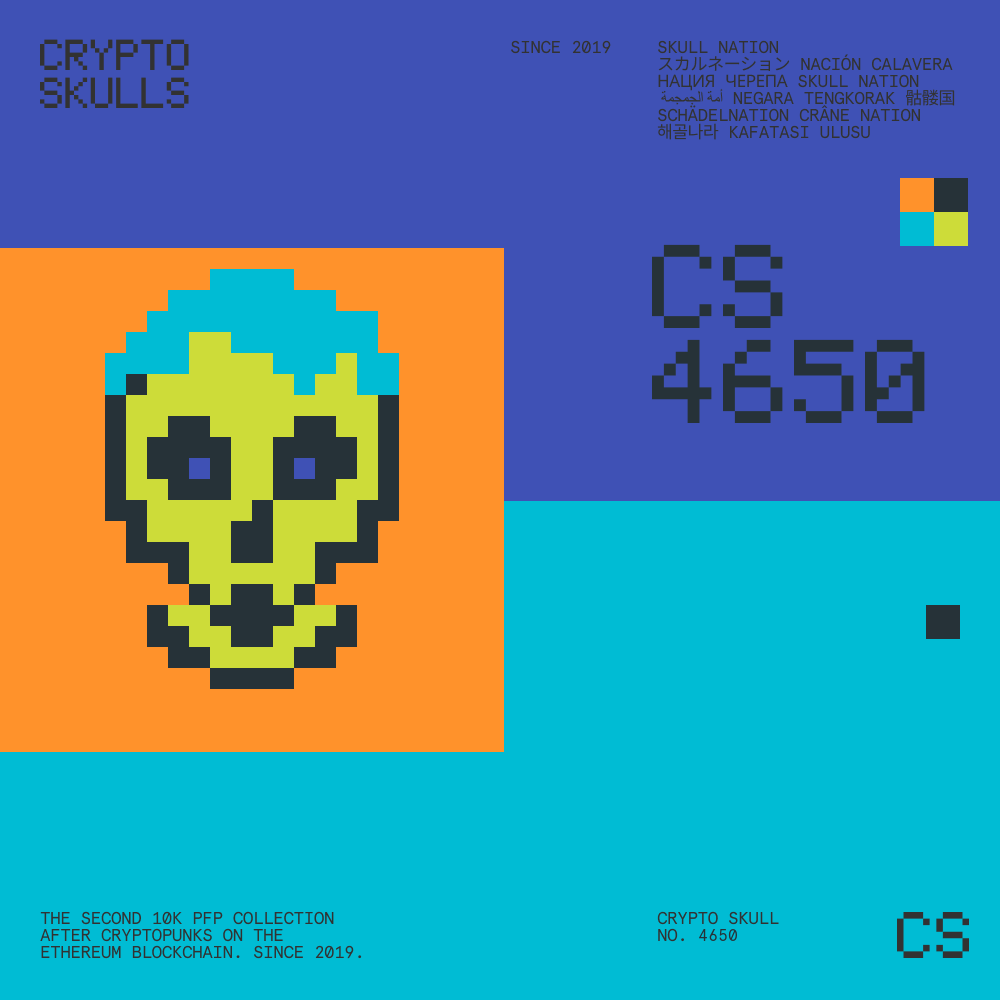 CRYPTO
SKULLS
SINCE 2019
SKULL NATION
スカルネーション NACIÓN CALAVERA
НАЦИЯ ЧЕРЕПА SKULL NATION
أمة الجمجمة NEGARA TENGKORAK 骷髅国
SCHÄDELNATION CRÂNE NATION
해골나라 KAFATASI ULUSU
CS
4650
THE SECOND 10K PFP COLLECTION
AFTER CRYPTOPUNKS ON THE
ETHEREUM BLOCKCHAIN. SINCE 2019.
CRYPTO SKULL
NO. 4650
CS